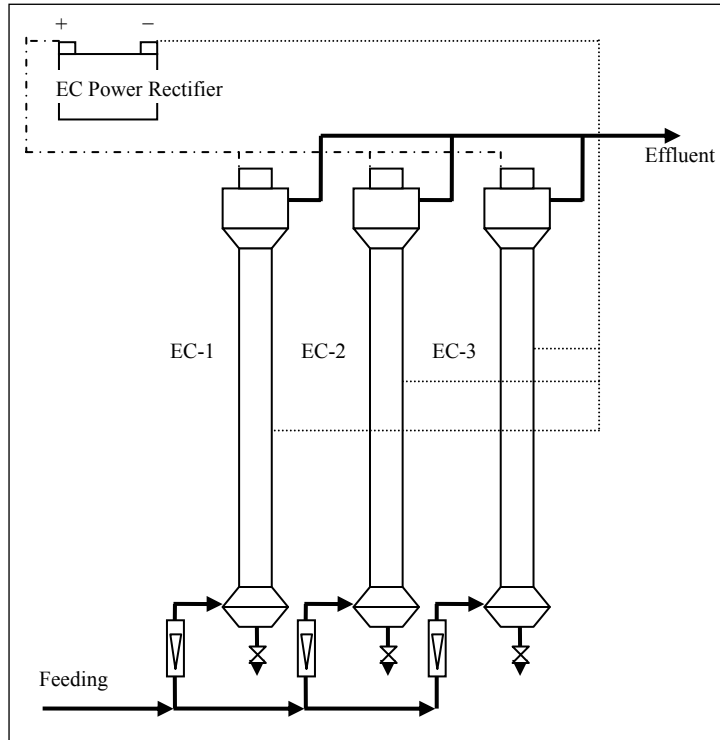 + −
EC Power Rectifier
Effluent
EC-1 EC-2 EC-3
Feeding